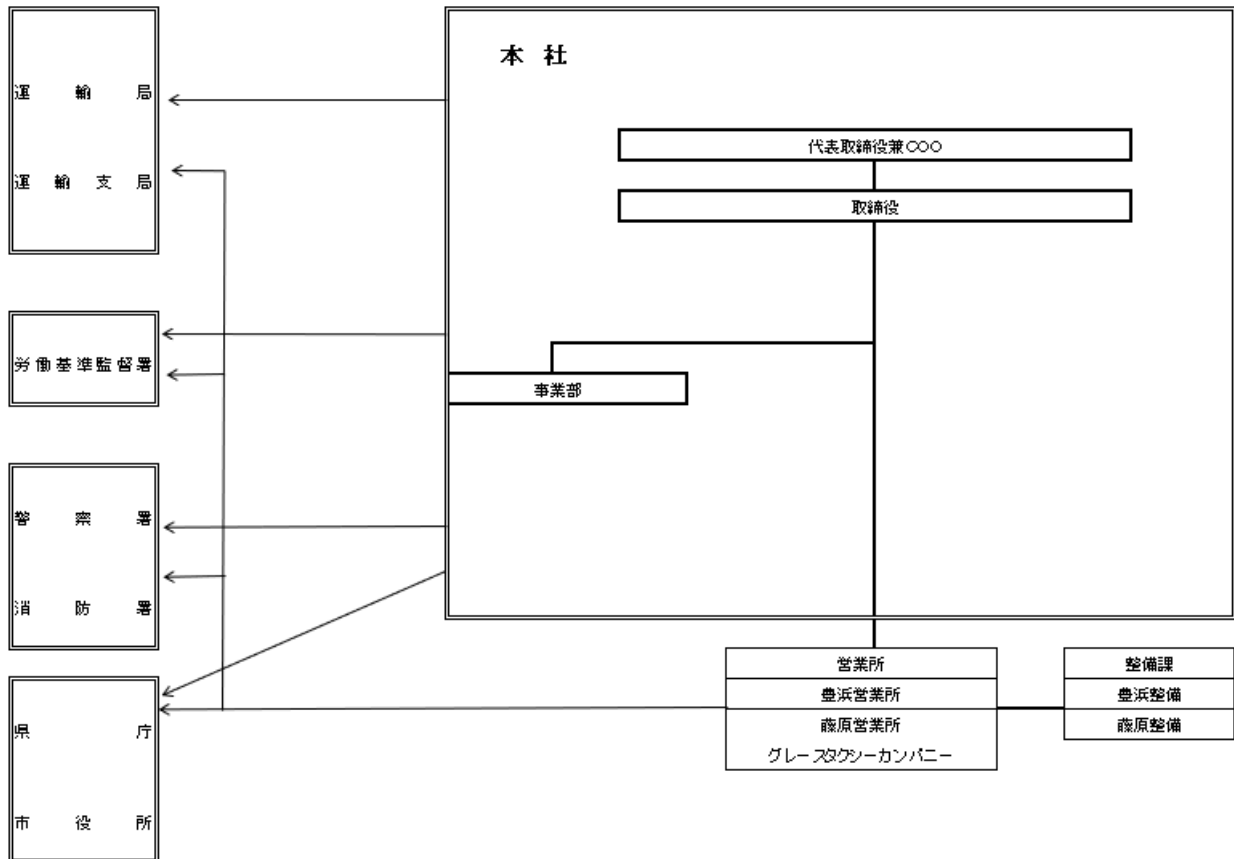 運輸局
運輸支局
労働基準監督署
警察署
消防署
県庁
市役所
本社
代表取締役兼COO
取締役
事業部
営業所
豊浜営業所
藤原営業所
グレースタクシーカンパニー
整備課
豊浜整備
藤原整備